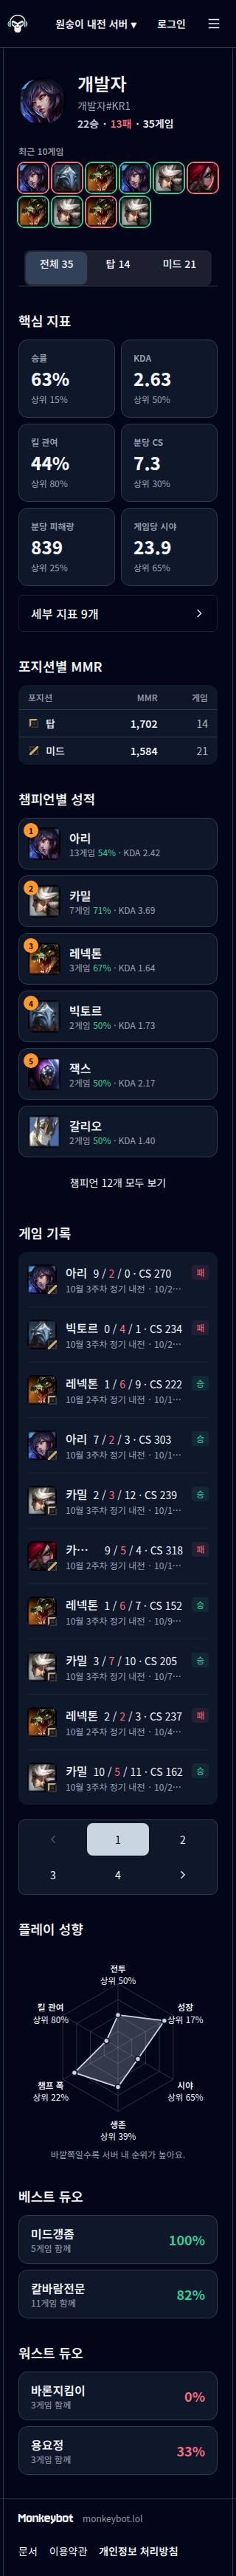 원숭이 내전 서버 ▾ 로그인
개발자
개발자#KR1
22승 · 13패 · 35게임
최근 10게임
전체 35 탑 14 미드 21
핵심 지표
승률 KDA
63% 2.63
상위 15% 상위 50%
킬 관여 분당 CS
44% 7.3
상위 80% 상위 30%
분당 피해량 게임당 시야
839 23.9
상위 25% 상위 65%
세부 지표 9개
포지션별 MMR
포지션 MMR 게임
탑 1,702 14
미드 1,584 21
챔피언별 성적
1 아리
13게임 54% · KDA 2.42
2 카밀
7게임 71% · KDA 3.69
3 레넥톤
3게임 67% · KDA 1.64
4 빅토르
2게임 50% · KDA 1.73
5 잭스
2게임 50% · KDA 2.17
갈리오
2게임 50% · KDA 1.40
챔피언 12개 모두 보기
게임 기록
아리 9 / 2 / 0 · CS 270 패
10월 3주차 정기 내전 · 10/2…
빅토르 0 / 4 / 1 · CS 234 패
10월 3주차 정기 내전 · 10/2…
레넥톤 1 / 6 / 9 · CS 222 승
10월 2주차 정기 내전 · 10/1…
아리 7 / 2 / 3 · CS 303 승
10월 3주차 정기 내전 · 10/1…
카밀 2 / 3 / 12 · CS 239 승
10월 3주차 정기 내전 · 10/1…
카… 9 / 5 / 4 · CS 318 패
10월 2주차 정기 내전 · 10/1…
레넥톤 1 / 6 / 7 · CS 152 승
10월 3주차 정기 내전 · 10/9…
카밀 3 / 7 / 10 · CS 205 승
10월 3주차 정기 내전 · 10/7…
레넥톤 2 / 2 / 3 · CS 237 패
10월 2주차 정기 내전 · 10/4…
카밀 10 / 5 / 11 · CS 162 승
10월 3주차 정기 내전 · 10/2…
1 2
3 4
플레이 성향
전투
상위 50%
킬 관여 성장
상위 80% 상위 17%
챔프 폭 시야
상위 22% 상위 65%
생존
상위 39%
바깥쪽일수록 서버 내 순위가 높아요.
베스트 듀오
미드갱좀 100%
5게임 함께
칼바람전문 82%
11게임 함께
워스트 듀오
바론지킴이 0%
3게임 함께
용요정 33%
3게임 함께
Monkeybot monkeybot.lol
문서 이용약관 개인정보 처리방침